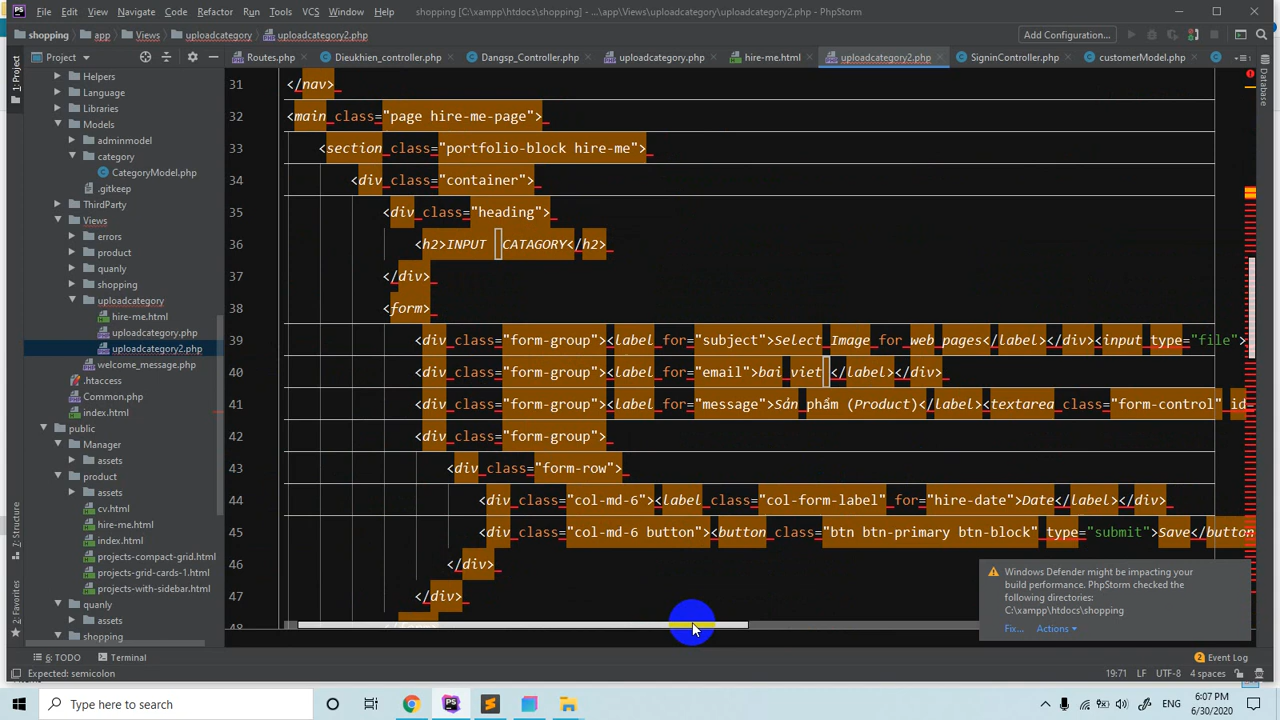 File Edit View Navigate Code Refactor Run Tools VCS Window Help shopping [C:\xampp\htdocs\shopping] - ...\app\Views\uploadcategory\uploadcategory2.php - PhpStorm
shopping app Views uploadcategory uploadcategory2.php Add Configuration...
Project Routes.php Dieukhien_controller.php Dangsp_Controller.php uploadcategory.php hire-me.html uploadcategory2.php SigninController.php customerModel.php
1: Project
7: Structure
2: Favorites
Database
Helpers
Language
Libraries
Models
adminmodel
category
CategoryModel.php
.gitkeep
ThirdParty
Views
errors
product
quanly
shopping
uploadcategory
hire-me.html
uploadcategory.php
uploadcategory2.php
welcome_message.php
.htaccess
Common.php
index.html
public
Manager
assets
product
assets
cv.html
hire-me.html
index.html
projects-compact-grid.html
projects-grid-cards-1.html
projects-with-sidebar.html
quanly
assets
shopping
31 </nav>
32 <main class="page hire-me-page">
33 <section class="portfolio-block hire-me">
34 <div class="container">
35 <div class="heading">
36 <h2>INPUT CATAGORY</h2>
37 </div>
38 <form>
39 <div class="form-group"><label for="subject">Select Image for web pages</label></div><input type="file">
40 <div class="form-group"><label for="email">bai viet </label></div>
41 <div class="form-group"><label for="message">Sản phẩm (Product)</label><textarea class="form-control" id=
42 <div class="form-group">
43 <div class="form-row">
44 <div class="col-md-6"><label class="col-form-label" for="hire-date">Date</label></div>
45 <div class="col-md-6 button"><button class="btn btn-primary btn-block" type="submit">Save</button
46 </div>
47 </div>
48
Windows Defender might be impacting your
build performance. PhpStorm checked the
following directories:
C:\xampp\htdocs\shopping
Fix... Actions
6: TODO Terminal 2 Event Log
Expected: semicolon 19:71 LF UTF-8 4 spaces
Type here to search ENG 6:07 PM
6/30/2020